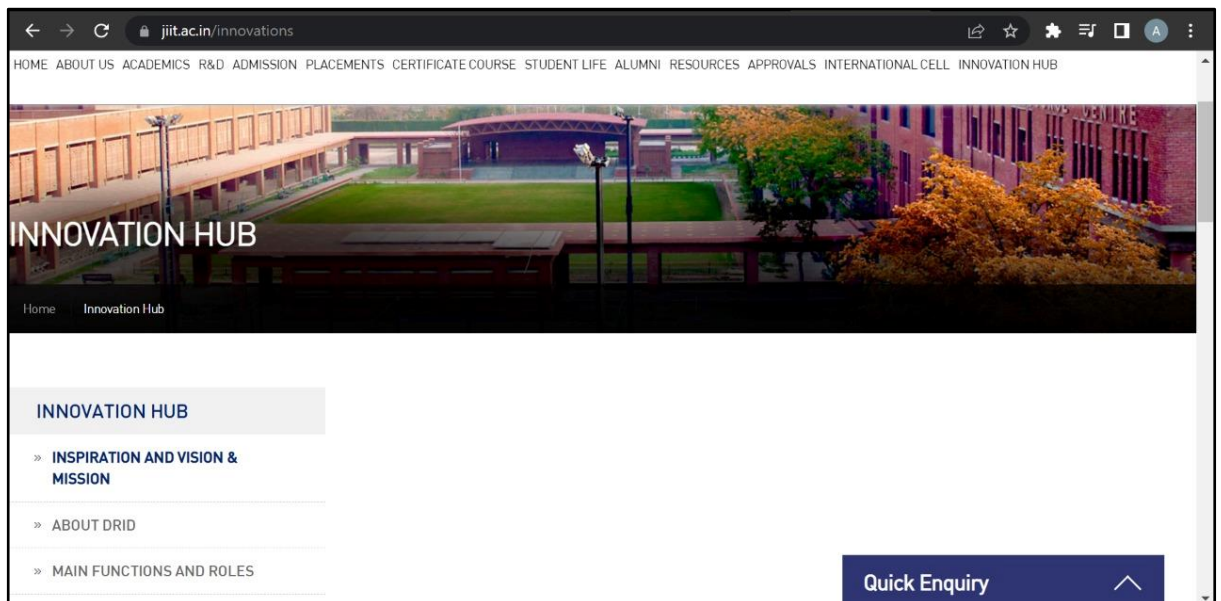 jiit.ac.in/innovations
A
HOME ABOUT US ACADEMICS R&D ADMISSION PLACEMENTS CERTIFICATE COURSE STUDENT LIFE ALUMNI RESOURCES APPROVALS INTERNATIONAL CELL INNOVATION HUB
CENTRE
INNOVATION HUB
Home Innovation Hub
INNOVATION HUB
» INSPIRATION AND VISION &
MISSION
» ABOUT DRID
» MAIN FUNCTIONS AND ROLES
Quick Enquiry